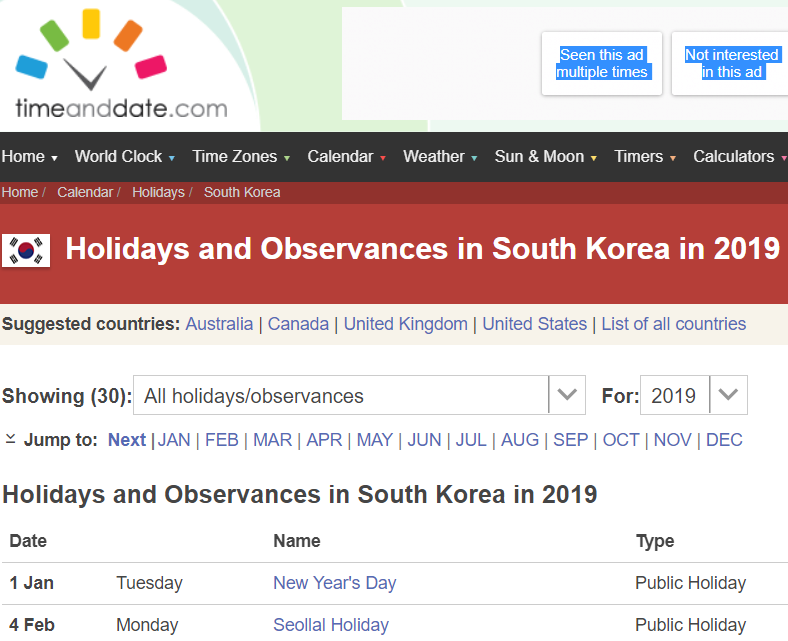 timeanddate.com
Seen this ad
multiple times
Not interested
in this ad
Home World Clock Time Zones Calendar Weather Sun & Moon Timers Calculators
Home / Calendar / Holidays / South Korea
Holidays and Observances in South Korea in 2019
Suggested countries: Australia | Canada | United Kingdom | United States | List of all countries
Showing (30): All holidays/observances For: 2019
Jump to: Next | JAN | FEB | MAR | APR | MAY | JUN | JUL | AUG | SEP | OCT | NOV | DEC
Holidays and Observances in South Korea in 2019
Date Name Type
1 Jan Tuesday New Year's Day Public Holiday
4 Feb Monday Seollal Holiday Public Holiday